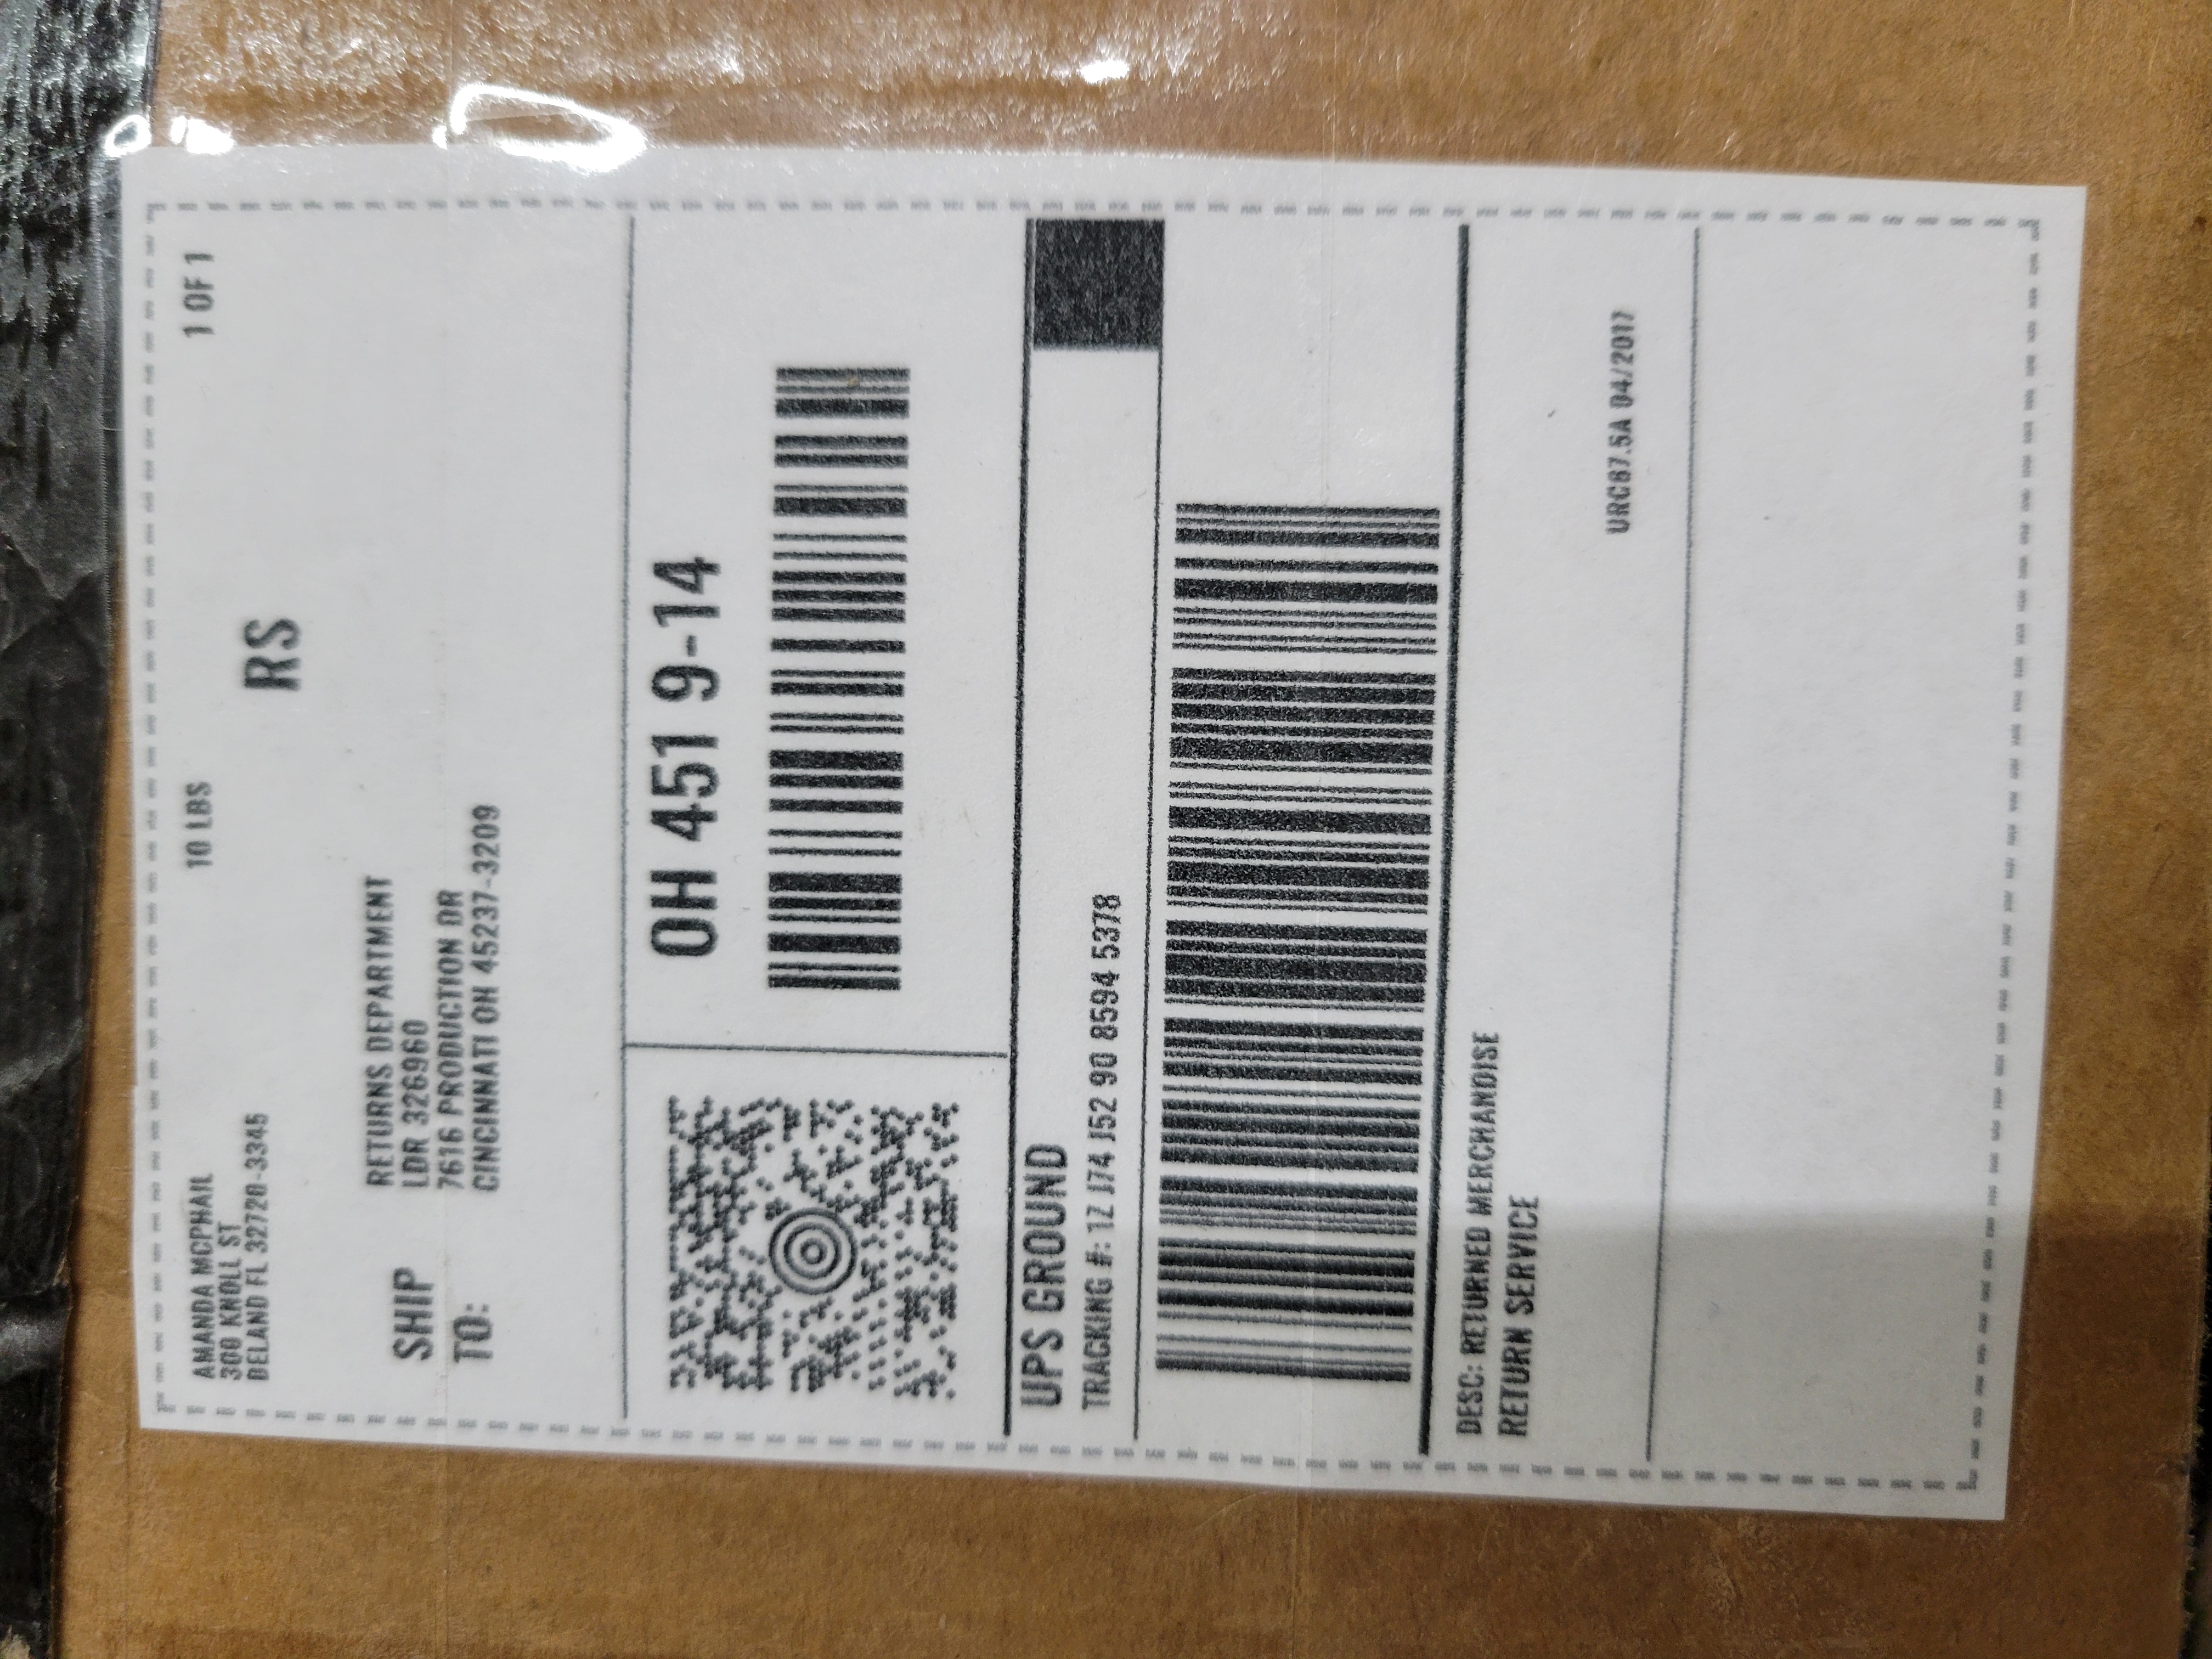 AMANDA MCPHAIL
300 KNOLL ST
DELAND FL 32720-3345
10 LBS
1 OF 1
RS
SHIP
TO:
RETURNS DEPARTMENT
LDR 326960
7616 PRODUCTION DR
CINCINNATI OH 45237-3209
OH 451 9-14
UPS GROUND
TRACKING #: 1Z J74 J52 90 8594 5378
DESC: RETURNED MERCHANDISE
RETURN SERVICE
URC87.5A 04/2017